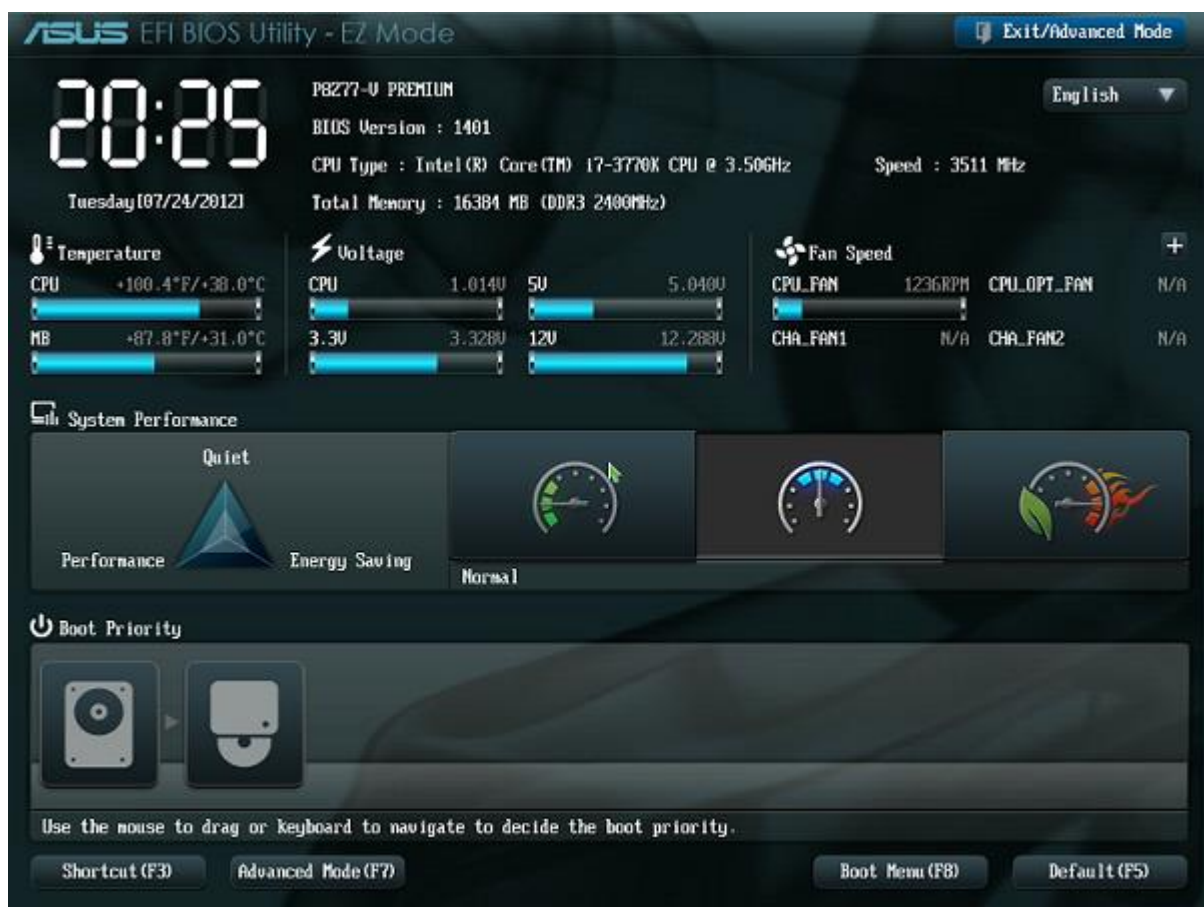 ASUS EFI BIOS Utility - EZ Mode
Exit/Advanced Mode
20:25
Tuesday[07/24/2012]
P8Z77-V PREMIUM
BIOS Version : 1401
CPU Type : Intel(R) Core(TM) i7-3770K CPU @ 3.50GHz
Speed : 3511 MHz
Total Memory : 16384 MB (DDR3 2400MHz)
English
Temperature
CPU +100.4°F/+38.0°C
MB +87.8°F/+31.0°C
Voltage
CPU 1.014V 5V 5.040V
3.3V 3.328V 12V 12.288V
Fan Speed
CPU_FAN 1236RPM CPU_OPT_FAN N/A
CHA_FAN1 N/A CHA_FAN2 N/A
System Performance
Quiet
Performance
Energy Saving
Normal
Boot Priority
Use the mouse to drag or keyboard to navigate to decide the boot priority.
Shortcut(F3)
Advanced Mode(F7)
Boot Menu(F8)
Default(F5)